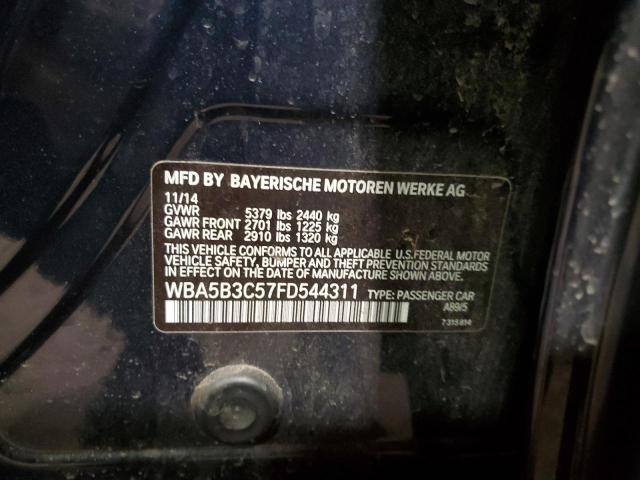 MFD BY BAYERISCHE MOTOREN WERKE AG
11/14
GVWR 5379 lbs 2440 kg
GAWR FRONT 2701 lbs 1225 kg
GAWR REAR 2910 lbs 1320 kg
THIS VEHICLE CONFORMS TO ALL APPLICABLE U.S.FEDERAL MOTOR
VEHICLE SAFETY, BUMPER AND THEFT PREVENTION STANDARDS
IN EFFECT ON THE DATE OF MANUFACTURE SHOWN ABOVE.
WBA5B3C57FD544311 TYPE: PASSENGER CAR
A89/5
7 315 814